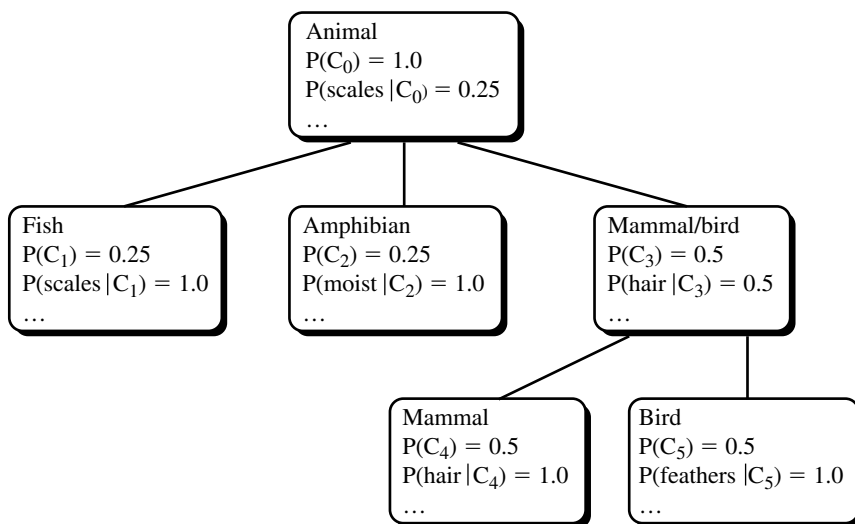 Animal
P(C₀) = 1.0
P(scales |C₀) = 0.25
…
Fish
P(C₁) = 0.25
P(scales |C₁) = 1.0
…
Amphibian
P(C₂) = 0.25
P(moist |C₂) = 1.0
…
Mammal/bird
P(C₃) = 0.5
P(hair |C₃) = 0.5
…
Mammal
P(C₄) = 0.5
P(hair |C₄) = 1.0
…
Bird
P(C₅) = 0.5
P(feathers |C₅) = 1.0
…